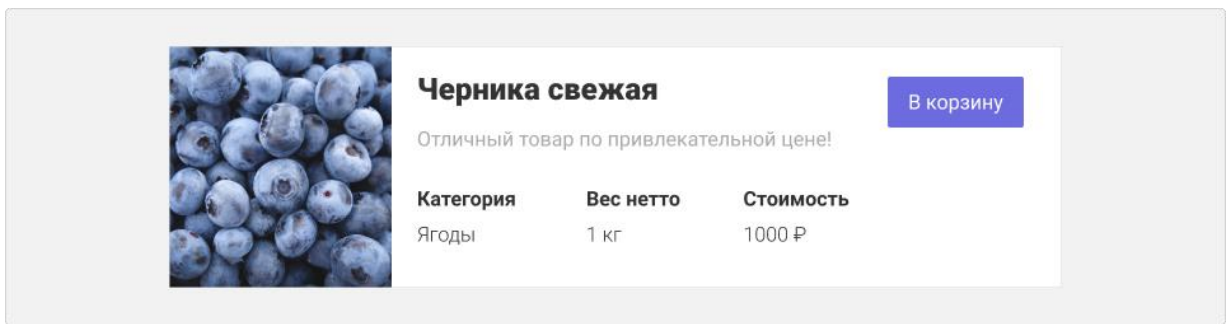 Черника свежая
В корзину
Отличный товар по привлекательной цене!
Категория Вес нетто Стоимость
Ягоды 1 кг 1000 ₽